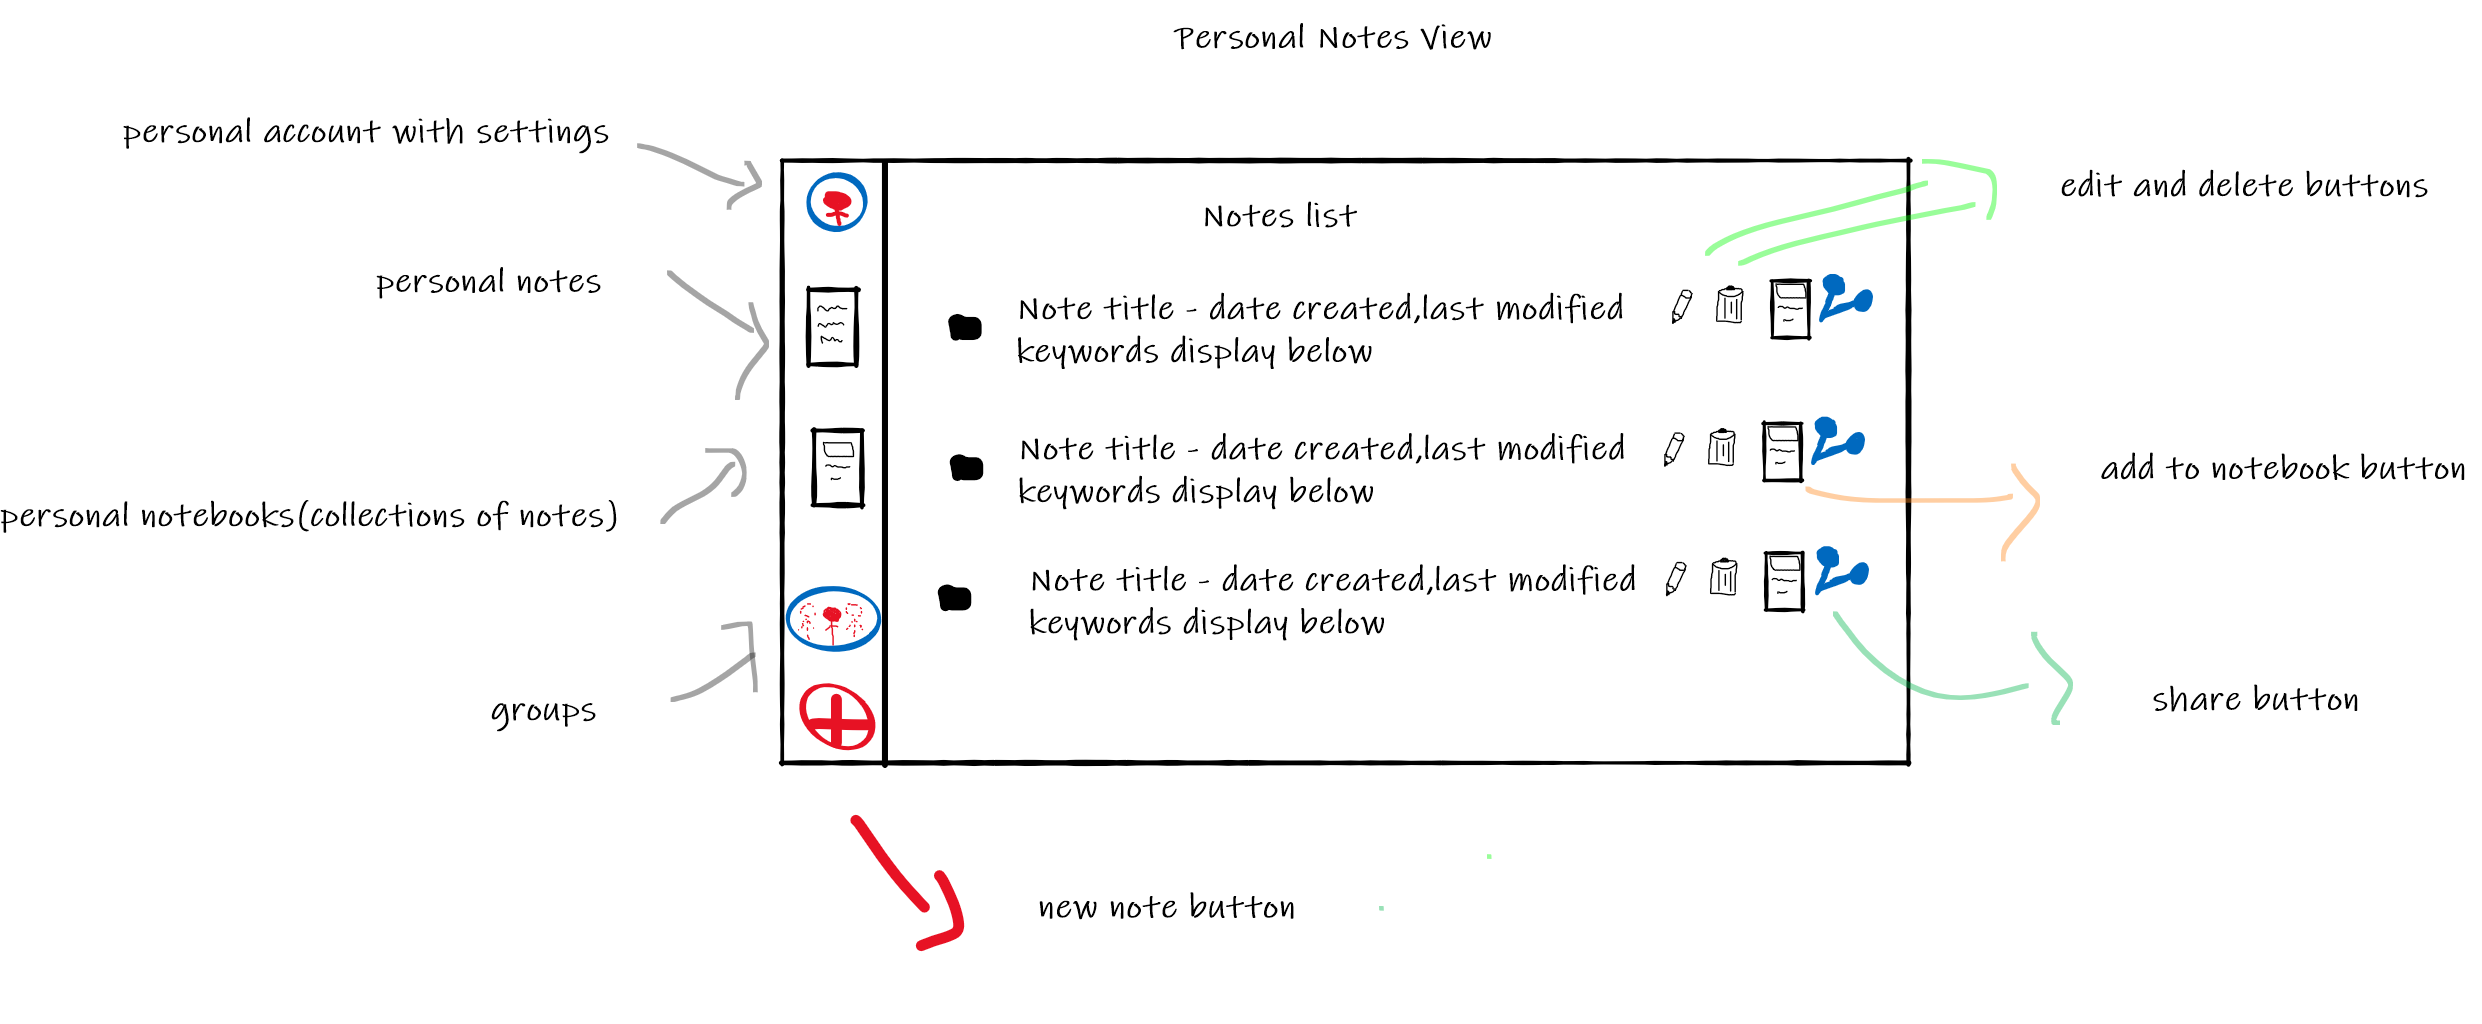 Personal Notes View
personal account with settings
edit and delete buttons
Notes list
personal notes
Note title - date created,last modified
keywords display below
Note title - date created,last modified
keywords display below
add to notebook button
personal notebooks(collections of notes)
Note title - date created,last modified
keywords display below
groups
share button
new note button